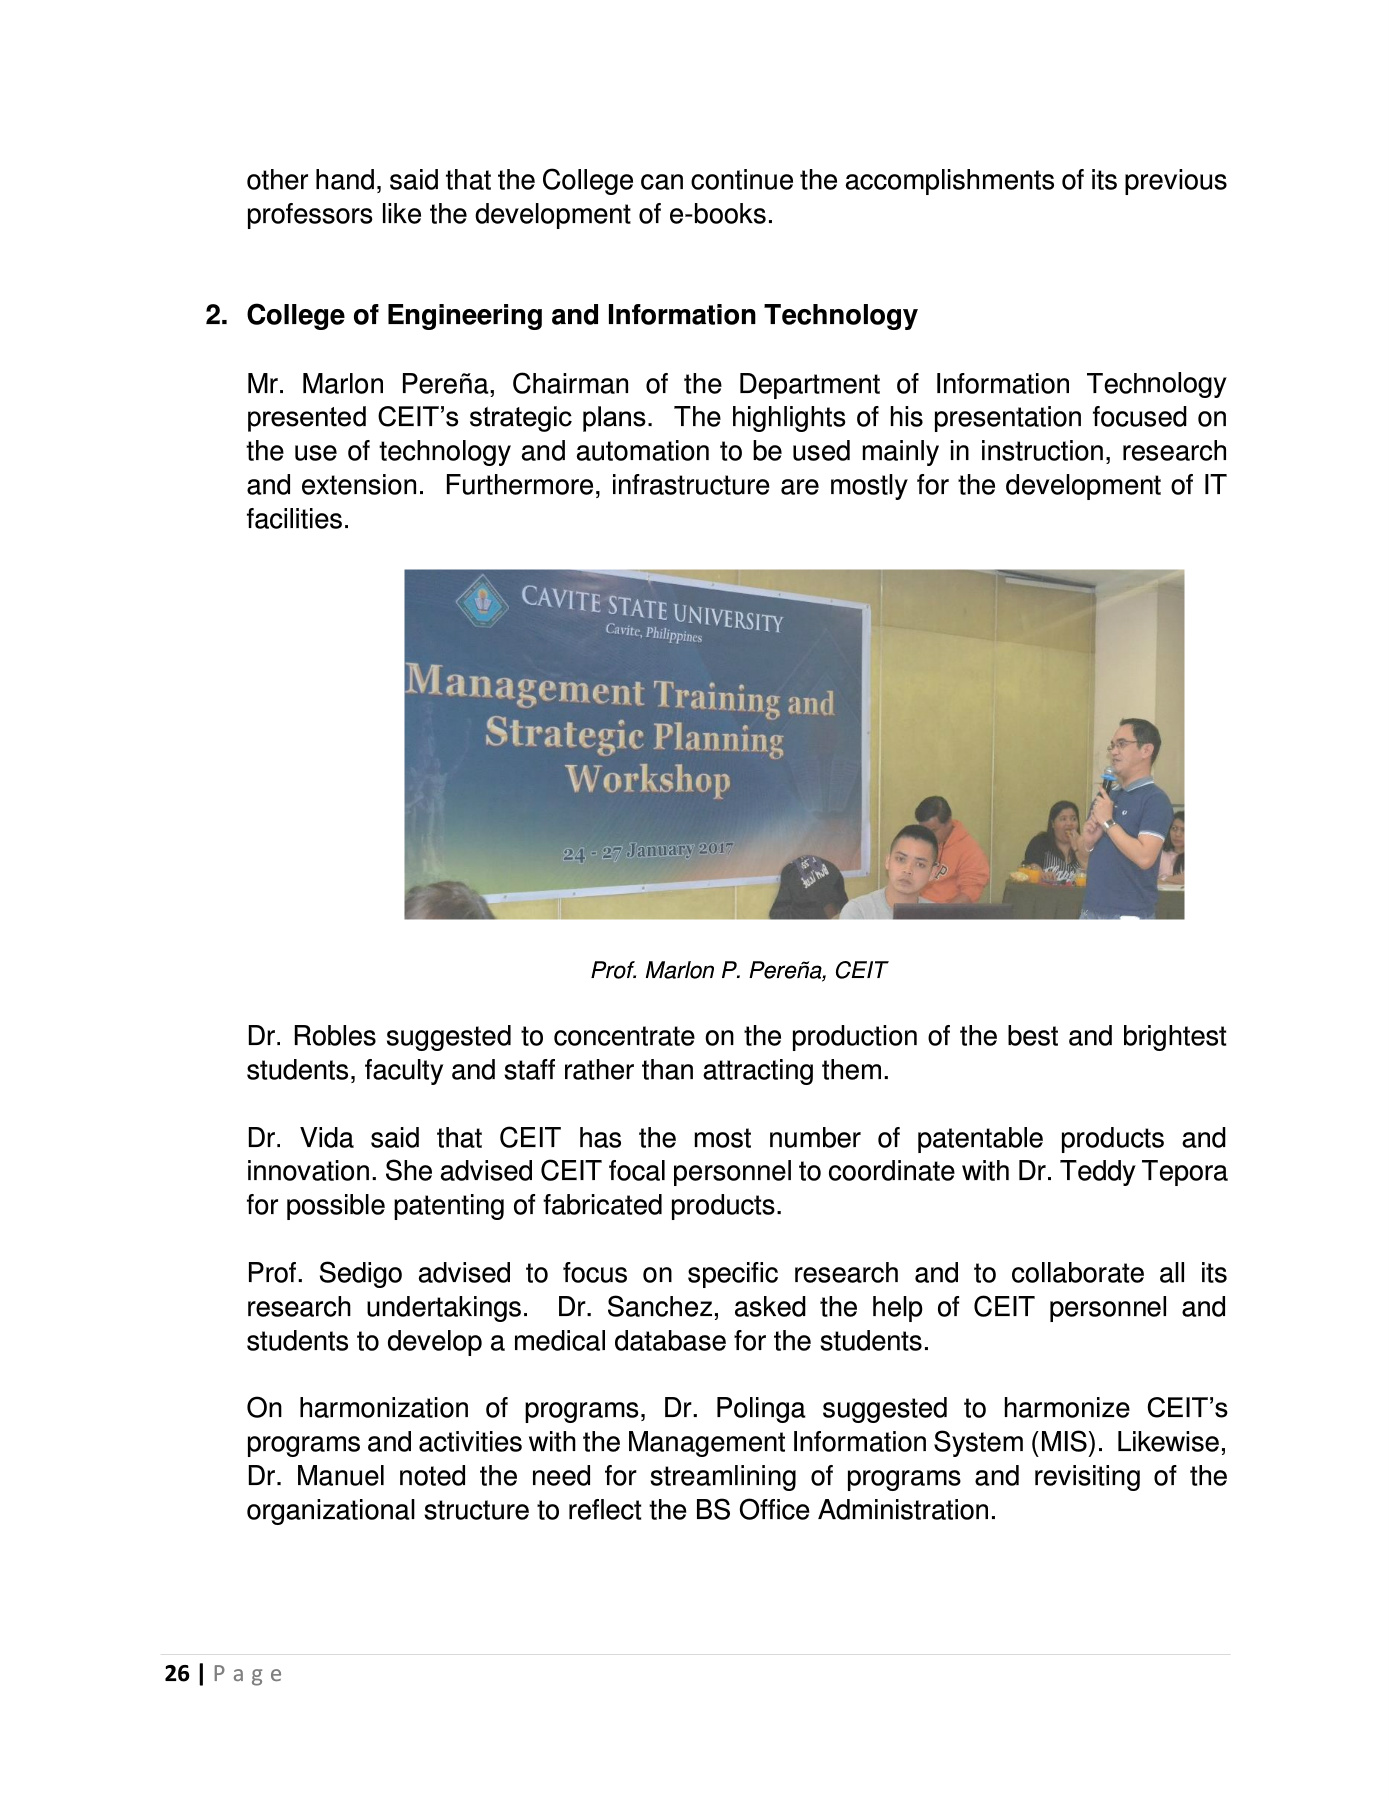 other hand, said that the College can continue the accomplishments of its previous
professors like the development of e-books.
2. College of Engineering and Information Technology
Mr. Marlon Pereña, Chairman of the Department of Information Technology
presented CEIT’s strategic plans. The highlights of his presentation focused on
the use of technology and automation to be used mainly in instruction, research
and extension. Furthermore, infrastructure are mostly for the development of IT
facilities.
CAVITE STATE UNIVERSITY
Cavite, Philippines
Management Training and
Strategic Planning
Workshop
24 - 27 January 2017
Prof. Marlon P. Pereña, CEIT
Dr. Robles suggested to concentrate on the production of the best and brightest
students, faculty and staff rather than attracting them.
Dr. Vida said that CEIT has the most number of patentable products and
innovation. She advised CEIT focal personnel to coordinate with Dr. Teddy Tepora
for possible patenting of fabricated products.
Prof. Sedigo advised to focus on specific research and to collaborate all its
research undertakings. Dr. Sanchez, asked the help of CEIT personnel and
students to develop a medical database for the students.
On harmonization of programs, Dr. Polinga suggested to harmonize CEIT’s
programs and activities with the Management Information System (MIS). Likewise,
Dr. Manuel noted the need for streamlining of programs and revisiting of the
organizational structure to reflect the BS Office Administration.
26 | Page